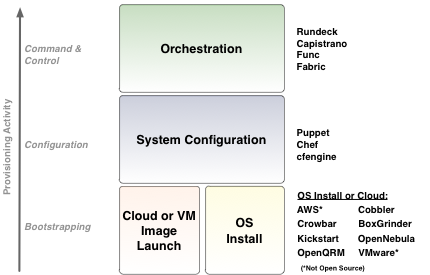 Provisioning Activity
Command &
Control
Orchestration
Rundeck
Capistrano
Func
Fabric
Configuration
System Configuration
Puppet
Chef
cfengine
Bootstrapping
Cloud or VM
Image
Launch
OS
Install
OS Install or Cloud:
AWS* Cobbler
Crowbar BoxGrinder
Kickstart OpenNebula
OpenQRM VMware*
(*Not Open Source)